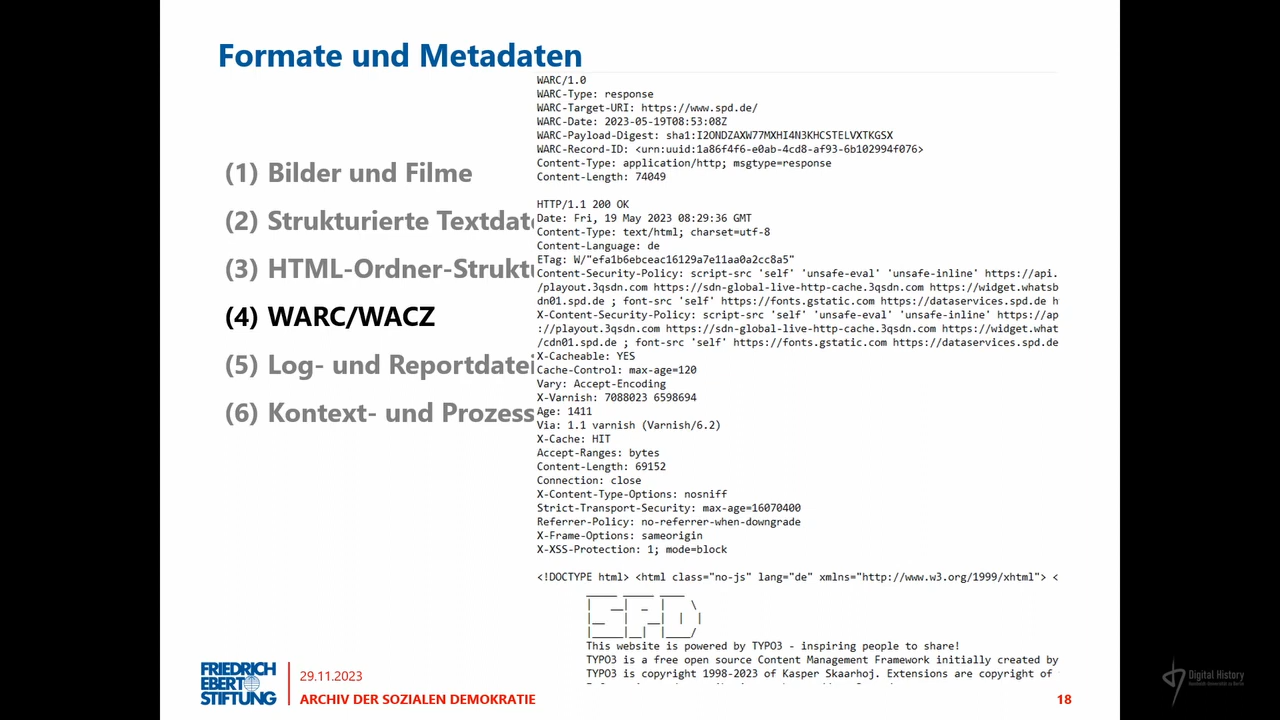 Formate und Metadaten
(1) Bilder und Filme
(2) Strukturierte
(3)
(4) WARC/WACZ
(5) Log- und
(6) Kontext- und
WARC/1.0
WARC-Type: response
WARC-Target-URI: https://www.spd.de/
WARC-Date: 2023-05-19T08:53:08Z
WARC-Payload-Digest: sha1:I2ONDZAXW77MXHI4N3KHCSTELVXTKGSX
WARC-Record-ID: <urn:uuid:1a86f4f6-e0ab-4cd8-af93-6b102994f076>
Content-Type: application/http; msgtype=response
Content-Length: 74049
HTTP/1.1 200 OK
Date: Fri, 19 May 2023 08:29:36 GMT
Content-Type: text/html; charset=utf-8
Content-Language: de
ETag: W/"efa1b6ebceac16129a7e11aa0a2cc8a5"
Content-Security-Policy: script-src 'self' 'unsafe-eval' 'unsafe-inline' https://api.
/playout.3qsdn.com https://sdn-global-live-http-cache.3qsdn.com https://widget.whatsb
dn01.spd.de ; font-src 'self' https://fonts.gstatic.com https://dataservices.spd.de h
X-Content-Security-Policy: script-src 'self' 'unsafe-eval' 'unsafe-inline' https://ap
://playout.3qsdn.com https://sdn-global-live-http-cache.3qsdn.com https://widget.what
/cdn01.spd.de ; font-src 'self' https://fonts.gstatic.com https://dataservices.spd.de
X-Cacheable: YES
Cache-Control: max-age=120
Vary: Accept-Encoding
X-Varnish: 7088023 6598694
Age: 1411
Via: 1.1 varnish (Varnish/6.2)
X-Cache: HIT
Accept-Ranges: bytes
Content-Length: 69152
Connection: close
X-Content-Type-Options: nosniff
Strict-Transport-Security: max-age=16070400
Referrer-Policy: no-referrer-when-downgrade
X-Frame-Options: sameorigin
X-XSS-Protection: 1; mode=block
<!DOCTYPE html> <html class="no-js" lang="de" xmlns="http://www.w3.org/1999/xhtml"> <
SPD
This website is powered by TYPO3 - inspiring people to share!
TYPO3 is a free open source Content Management Framework initially created by
TYPO3 is copyright 1998-2023 of Kasper Skaarhoj. Extensions are copyright of
FRIEDRICH
EBERT
STIFTUNG
29.11.2023
ARCHIV DER SOZIALEN DEMOKRATIE
18
Digital History